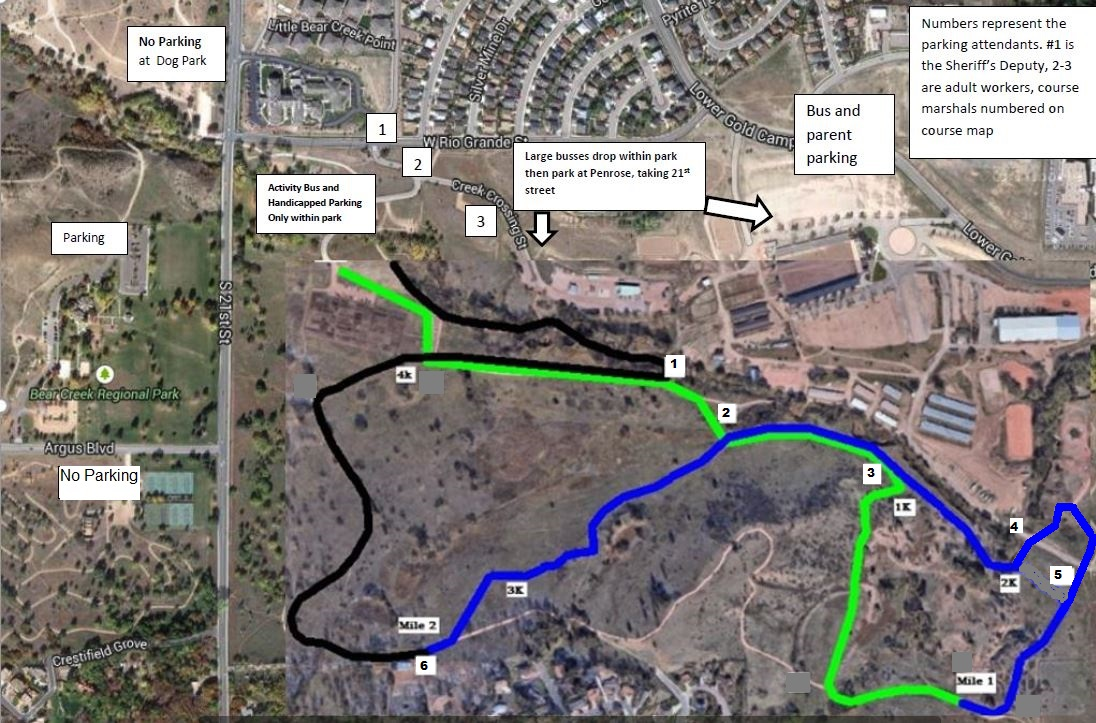 No Parking
at Dog Park
Little Bear Creek Point
Silver Mine Dr
Pyrite Te
Lower Gold Camp
Numbers represent the
parking attendants. #1 is
the Sheriff's Deputy, 2-3
are adult workers, course
marshals numbered on
course map
Bus and
parent
parking
1
W Rio Grande St
2
Large busses drop within park
then park at Penrose, taking 21st
street
Activity Bus and
Handicapped Parking
Only within park
Creek Crossing St
3
Parking
Lower G
S 21st St
Bear Creek Regional Park
4k
1
2
Argus Blvd
No Parking
3
1K
4
2K
5
3K
Mile 2
6
Crestifield Grove
Mile 1